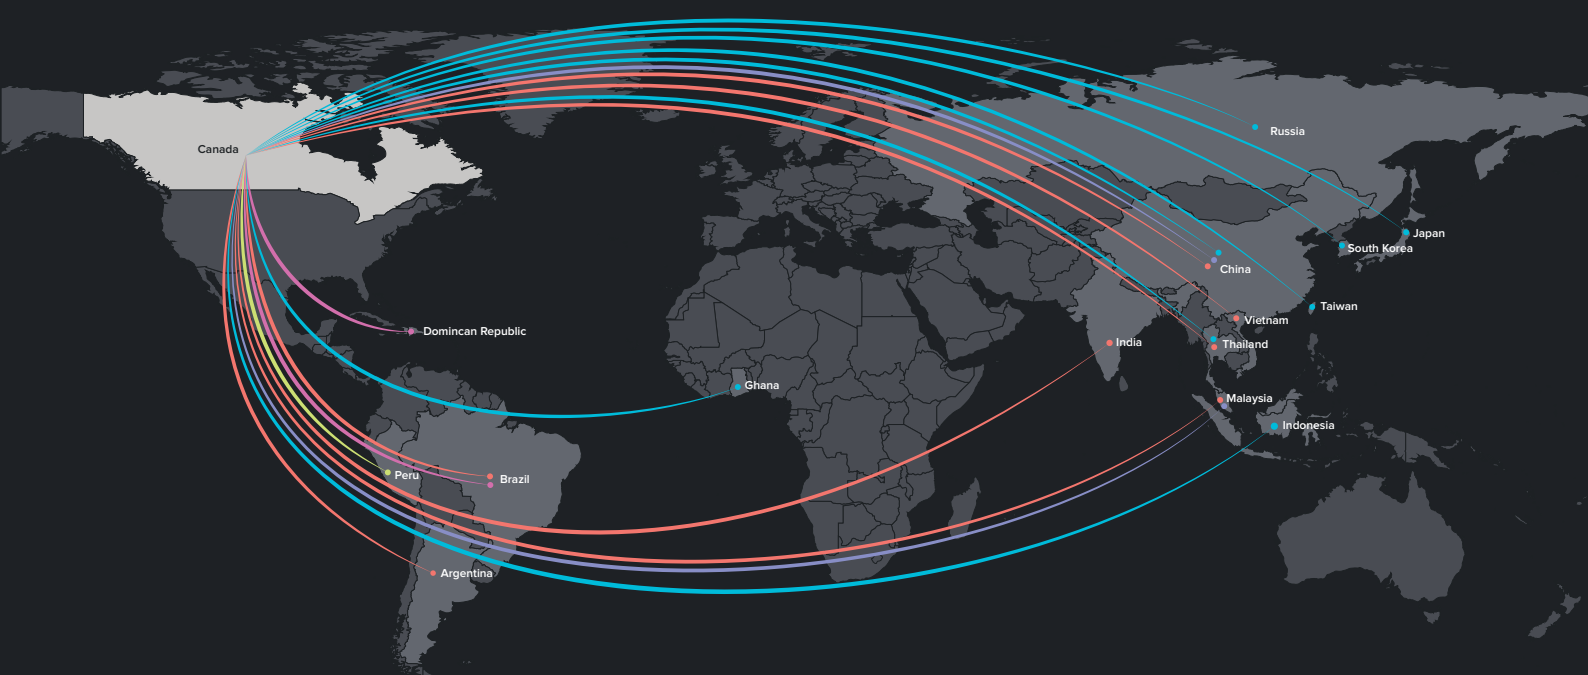 Russia
Canada
Japan
South Korea
China
Taiwan
Vietnam
Domincan Republic
India
Thailand
Ghana
Malaysia
Indonesia
Peru
Brazil
Argentina